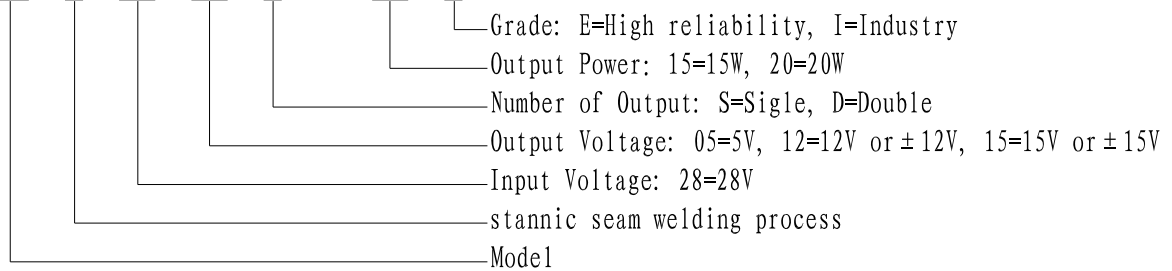 Grade: E=High reliability, I=Industry
Output Power: 15=15W, 20=20W
Number of Output: S=Sigle, D=Double
Output Voltage: 05=5V, 12=12V or ±12V, 15=15V or ±15V
Input Voltage: 28=28V
stannic seam welding process
Model